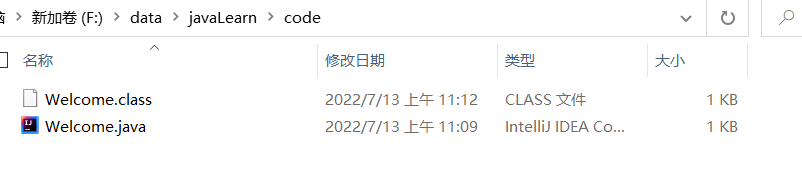 新加卷 (F:) data javaLearn code
名称 修改日期 类型 大小
Welcome.class 2022/7/13 上午 11:12 CLASS 文件 1 KB
Welcome.java 2022/7/13 上午 11:09 IntelliJ IDEA Co... 1 KB